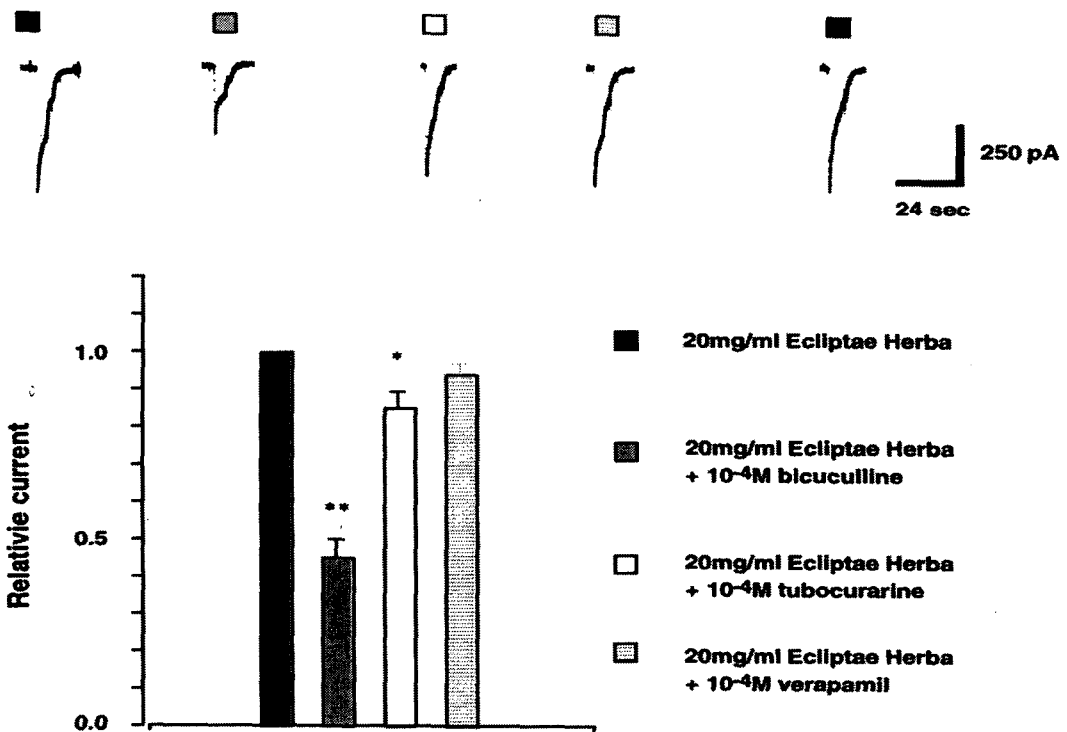 250 pA
24 sec
1.0
0.5
0.0
Relativie current
*
**
20mg/ml Ecliptae Herba
20mg/ml Ecliptae Herba
+ 10⁻⁴M bicuculline
20mg/ml Ecliptae Herba
+ 10⁻⁴M tubocurarine
20mg/ml Ecliptae Herba
+ 10⁻⁴M verapamil